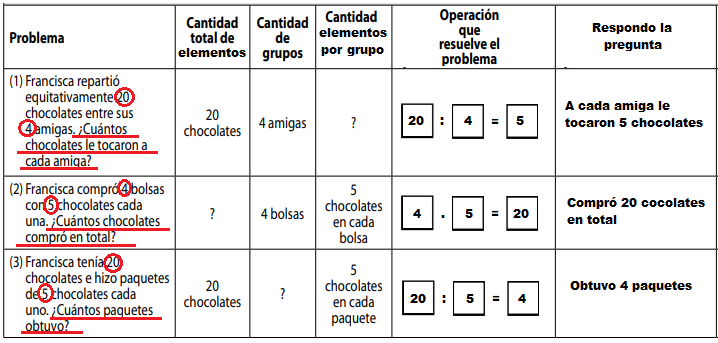 Problema
Cantidad
total de
elementos
Cantidad
de
grupos
Cantidad
elementos
por grupo
Operación
que
resuelve el
problema
Respondo la
pregunta
(1) Francisca repartió
equitativamente 20
chocolates entre sus
4 amigas. ¿Cuántos
chocolates le tocaron a
cada amiga?
20
chocolates
4 amigas
?
20 : 4 = 5
A cada amiga le
tocaron 5 chocolates
(2) Francisca compró 4 bolsas
con 5 chocolates cada
una. ¿Cuántos chocolates
compró en total?
?
4 bolsas
5
chocolates
en cada
bolsa
4 . 5 = 20
Compró 20 cocolates
en total
(3) Francisca tenía 20
chocolates e hizo paquetes
de 5 chocolates cada
uno. ¿Cuántos paquetes
obtuvo?
20
chocolates
?
5
chocolates
en cada
paquete
20 : 5 = 4
Obtuvo 4 paquetes